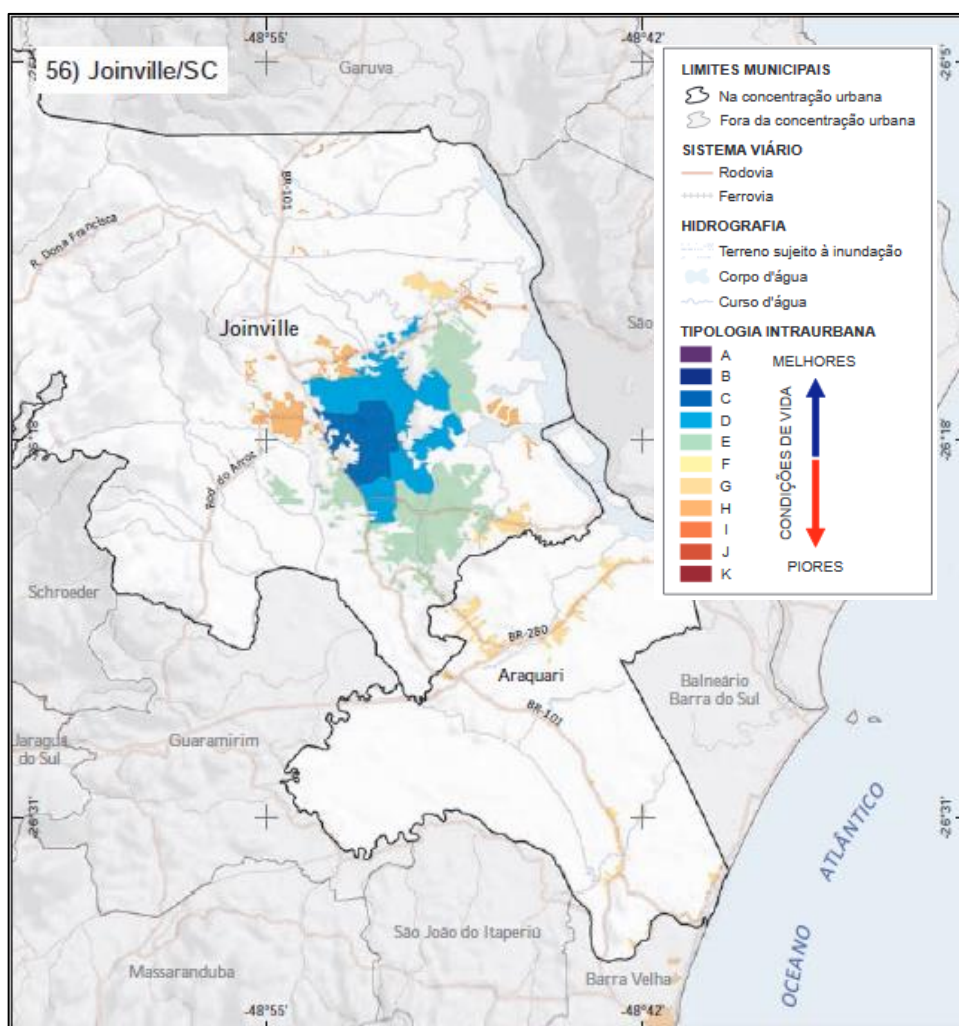 56) Joinville/SC
-48°55'
-48°42'
Garuva
LIMITES MUNICIPAIS
Na concentração urbana
Fora da concentração urbana
SISTEMA VIÁRIO
Rodovia
Ferrovia
HIDROGRAFIA
Terreno sujeito à inundação
Corpo d'água
Curso d'água
TIPOLOGIA INTRAURBANA
A
B
C
D
E
F
G
H
I
J
K
MELHORES
CONDIÇÕES DE VIDA
PIORES
-26°5'
BR-101
R. Dona Francisca
Joinville
São
-26°18'
-26°18'
Rod. do Arroz
Schroeder
BR-280
Araquari
Balneário
Barra do Sul
BR-101
Jaraguá
do Sul
Guaramirim
-26°31'
-26°31'
OCEANO ATLÂNTICO
São João do Itaperiú
Massaranduba
Barra Velha
-48°55'
-48°42'